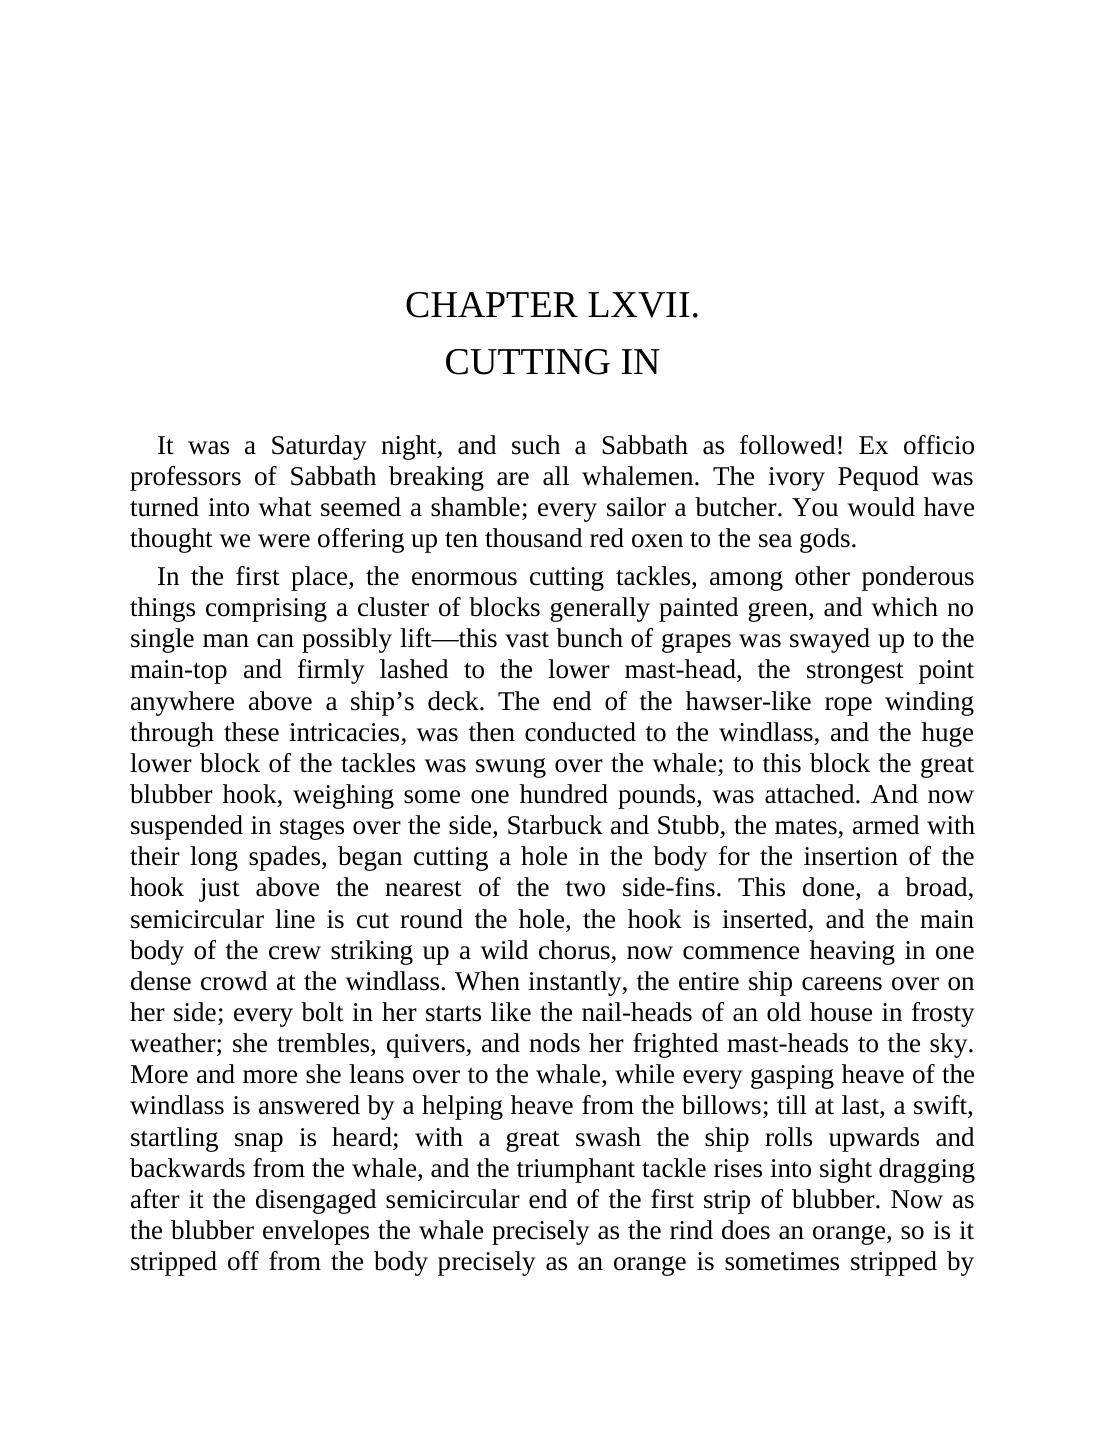 CHAPTER LXVII.
CUTTING IN
It was a Saturday night, and such a Sabbath as followed! Ex officio
professors of Sabbath breaking are all whalemen. The ivory Pequod was
turned into what seemed a shamble; every sailor a butcher. You would have
thought we were offering up ten thousand red oxen to the sea gods.
In the first place, the enormous cutting tackles, among other ponderous
things comprising a cluster of blocks generally painted green, and which no
single man can possibly lift—this vast bunch of grapes was swayed up to the
main-top and firmly lashed to the lower mast-head, the strongest point
anywhere above a ship’s deck. The end of the hawser-like rope winding
through these intricacies, was then conducted to the windlass, and the huge
lower block of the tackles was swung over the whale; to this block the great
blubber hook, weighing some one hundred pounds, was attached. And now
suspended in stages over the side, Starbuck and Stubb, the mates, armed with
their long spades, began cutting a hole in the body for the insertion of the
hook just above the nearest of the two side-fins. This done, a broad,
semicircular line is cut round the hole, the hook is inserted, and the main
body of the crew striking up a wild chorus, now commence heaving in one
dense crowd at the windlass. When instantly, the entire ship careens over on
her side; every bolt in her starts like the nail-heads of an old house in frosty
weather; she trembles, quivers, and nods her frighted mast-heads to the sky.
More and more she leans over to the whale, while every gasping heave of the
windlass is answered by a helping heave from the billows; till at last, a swift,
startling snap is heard; with a great swash the ship rolls upwards and
backwards from the whale, and the triumphant tackle rises into sight dragging
after it the disengaged semicircular end of the first strip of blubber. Now as
the blubber envelopes the whale precisely as the rind does an orange, so is it
stripped off from the body precisely as an orange is sometimes stripped by